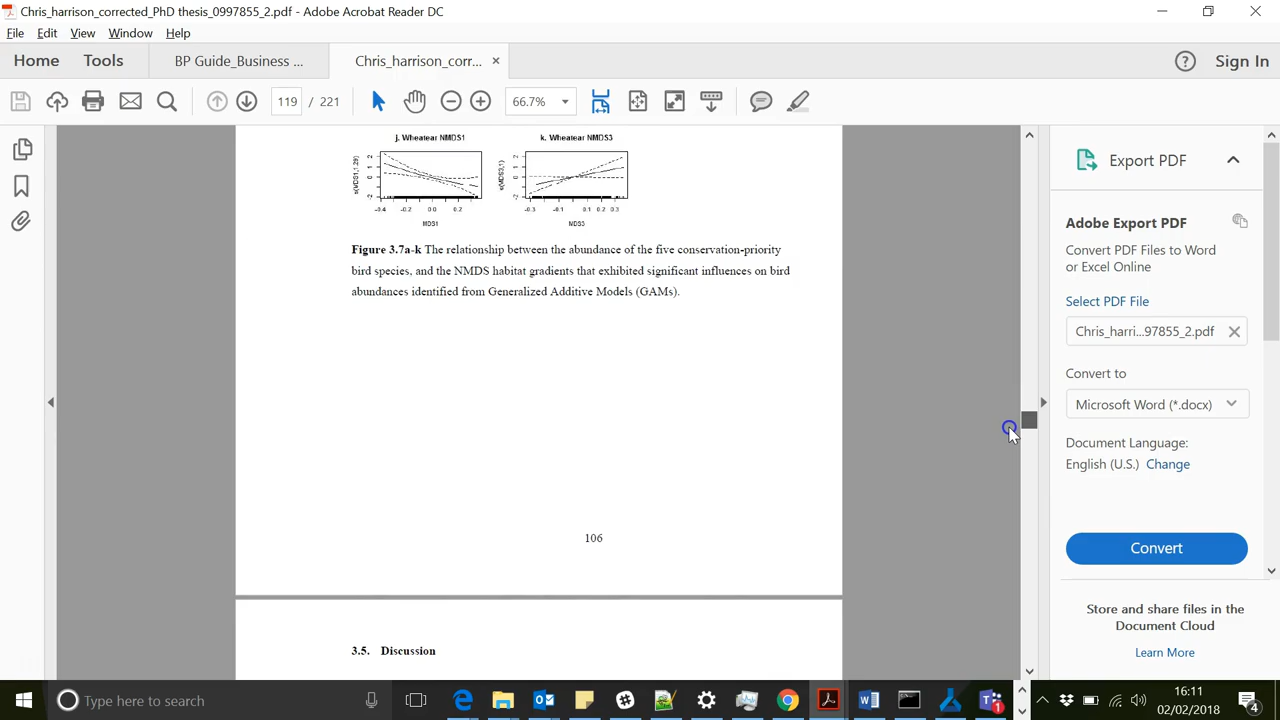 Chris_harrison_corrected_PhD thesis_0997855_2.pdf - Adobe Acrobat Reader DC
File Edit View Window Help
Home Tools BP Guide_Business ... Chris_harrison_corr... ×
Sign In
119 / 221 66.7%
j. Wheatear NMDS1 k. Wheatear NMDS3
-0.4 -0.2 0.0 0.2
-0.3 -0.1 0.1 0.2 0.3
MDS1
Figure 3.7a-k The relationship between the abundance of the five conservation-priority
bird species, and the NMDS habitat gradients that exhibited significant influences on bird
abundances identified from Generalized Additive Models (GAMs).
106
3.5. Discussion
Export PDF
Adobe Export PDF
Convert PDF Files to Word
or Excel Online
Select PDF File
Chris_harri...97855_2.pdf
Convert to
Microsoft Word (*.docx)
Document Language:
English (U.S.) Change
Convert
Store and share files in the
Document Cloud
Learn More
Type here to search
16:11
02/02/2018
1
4